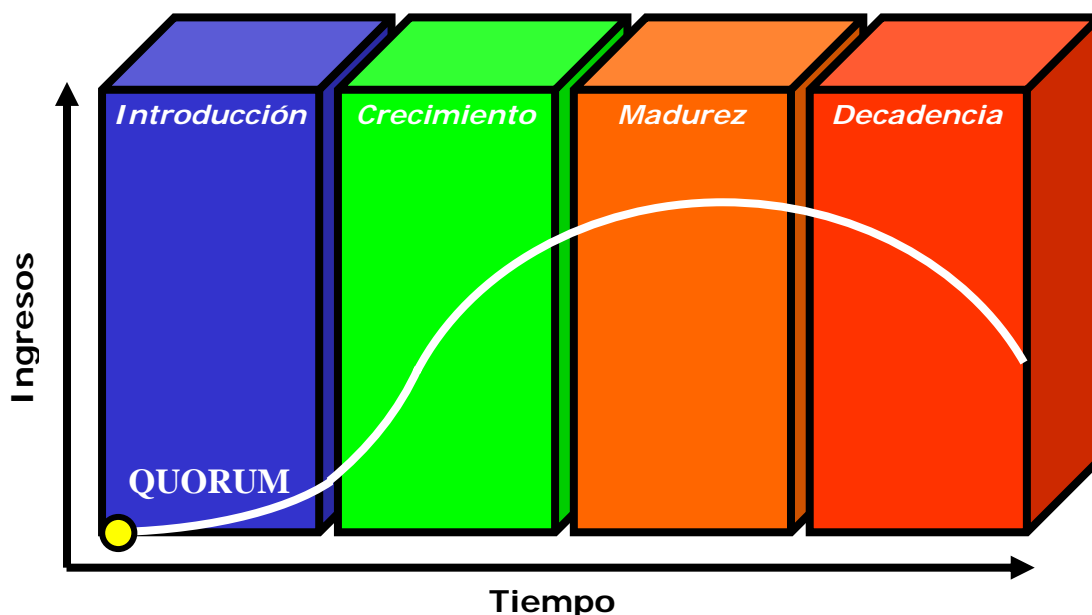 Introducción
Crecimiento
Madurez
Decadencia
Ingresos
QUORUM
Tiempo